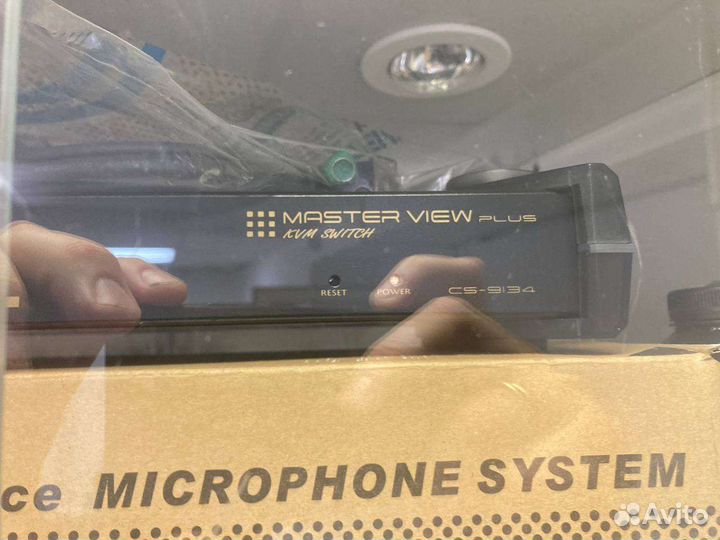 MASTER VIEW PLUS
KVM SWITCH
RESET POWER CS-9134
ce MICROPHONE SYSTEM
Avito